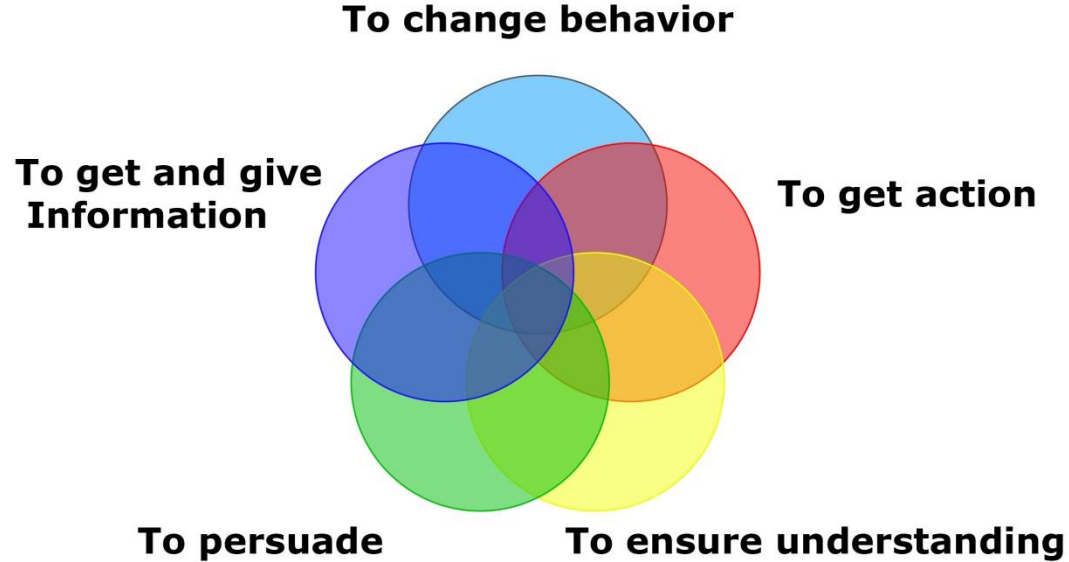 To change behavior
To get and give
Information
To get action
To persuade
To ensure understanding